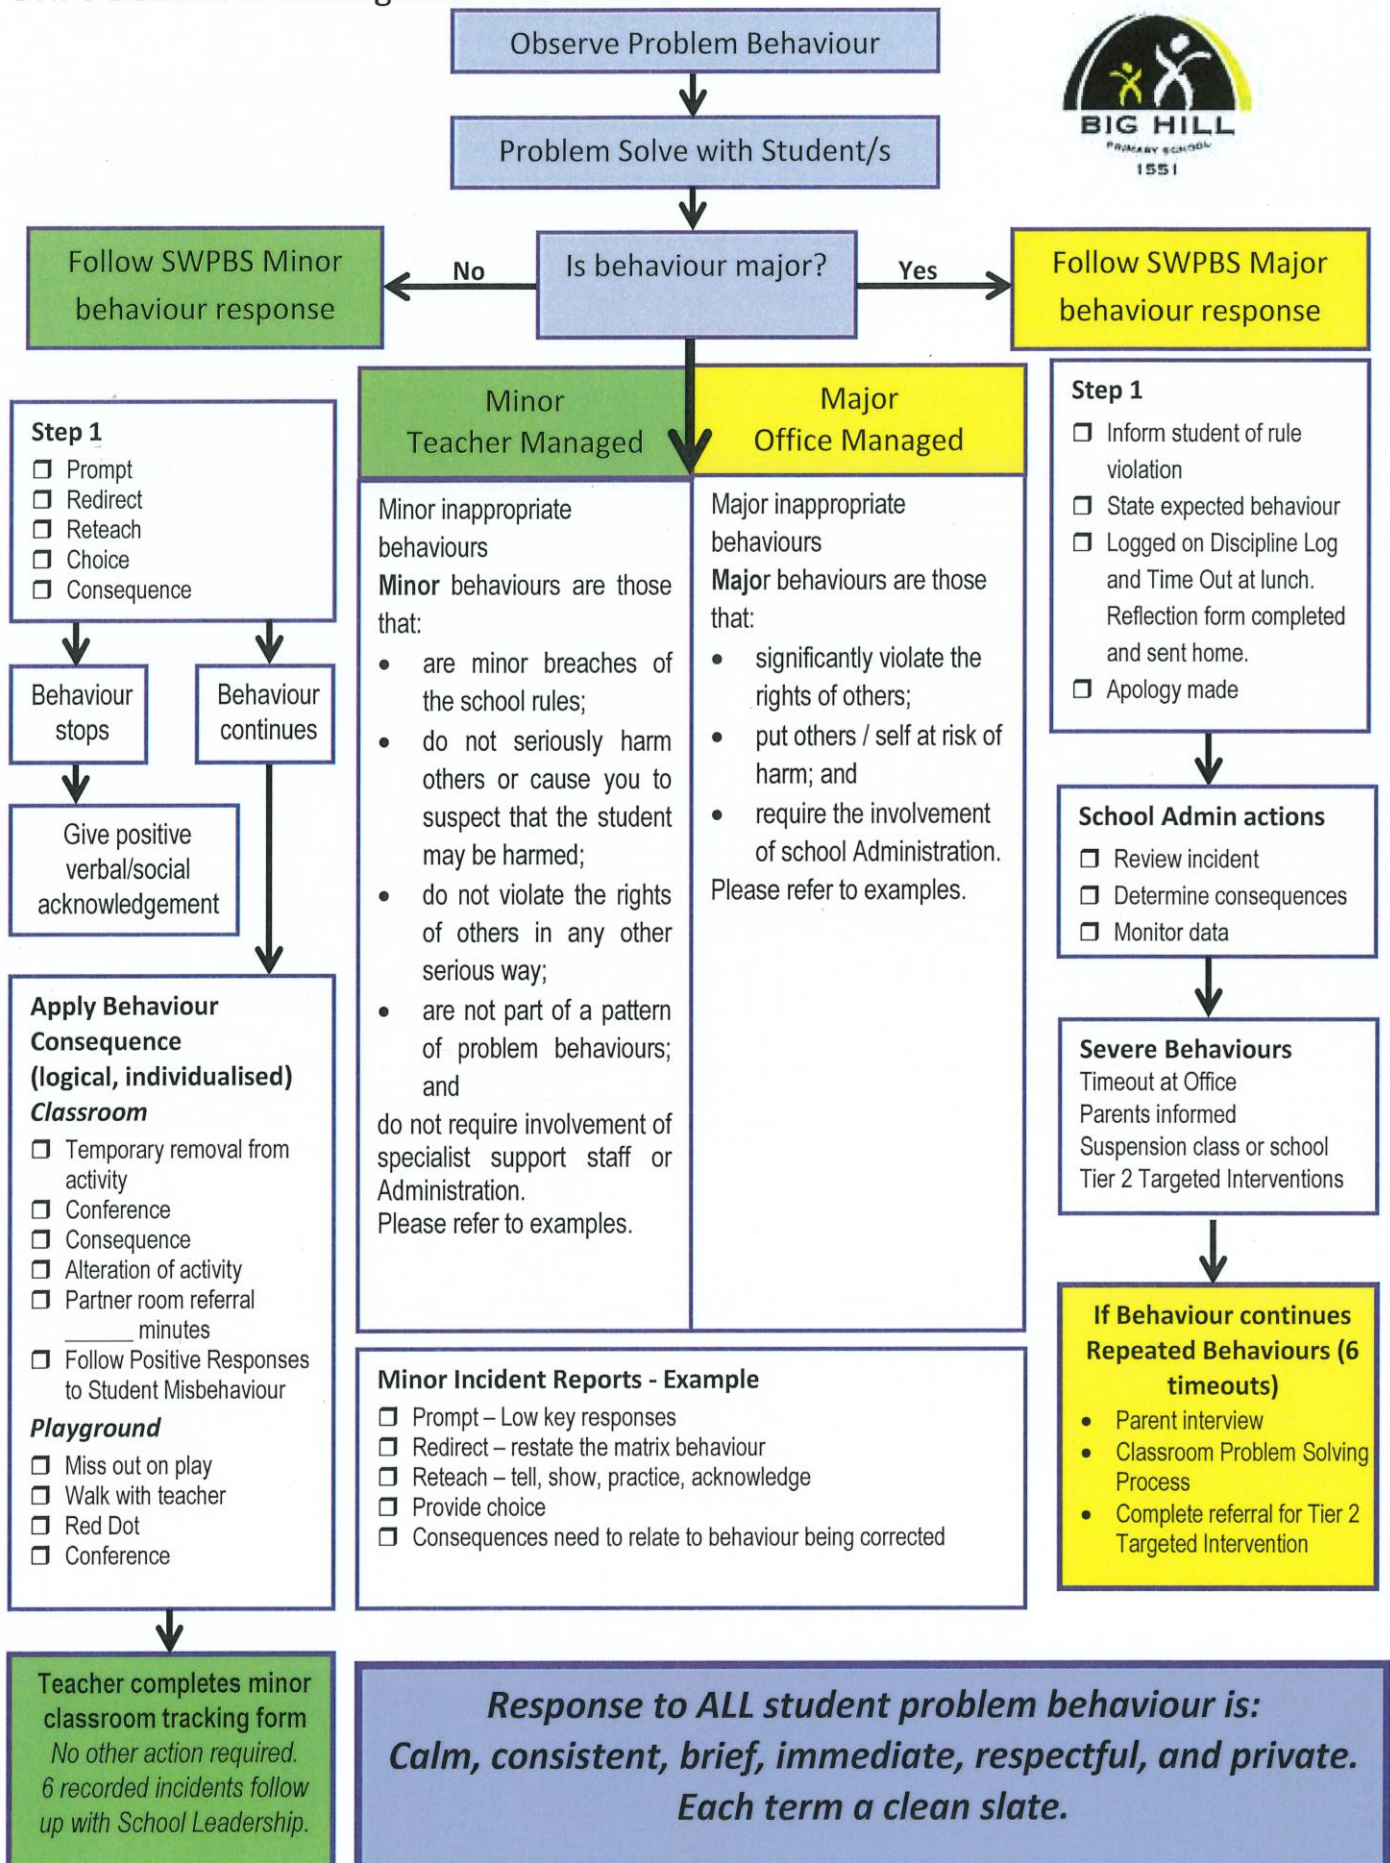 Observe Problem Behaviour
BIG HILL
PRIMARY SCHOOL
1551
Problem Solve with Student/s
Follow SWPBS Minor
behaviour response
No
Is behaviour major?
Yes
Follow SWPBS Major
behaviour response
Step 1
❒ Prompt
❒ Redirect
❒ Reteach
❒ Choice
❒ Consequence
Behaviour
stops
Behaviour
continues
Give positive
verbal/social
acknowledgement
Apply Behaviour
Consequence
(logical, individualised)
Classroom
❒ Temporary removal from
activity
❒ Conference
❒ Consequence
❒ Alteration of activity
❒ Partner room referral
______ minutes
❒ Follow Positive Responses
to Student Misbehaviour
Playground
❒ Miss out on play
❒ Walk with teacher
❒ Red Dot
❒ Conference
Teacher completes minor
classroom tracking form
No other action required.
6 recorded incidents follow
up with School Leadership.
Minor
Teacher Managed
Minor inappropriate
behaviours
Minor behaviours are those
that:
• are minor breaches of
the school rules;
• do not seriously harm
others or cause you to
suspect that the student
may be harmed;
• do not violate the rights
of others in any other
serious way;
• are not part of a pattern
of problem behaviours;
and
do not require involvement of
specialist support staff or
Administration.
Please refer to examples.
Major
Office Managed
Major inappropriate
behaviours
Major behaviours are those
that:
• significantly violate the
rights of others;
• put others / self at risk of
harm; and
• require the involvement
of school Administration.
Please refer to examples.
Minor Incident Reports - Example
❒ Prompt – Low key responses
❒ Redirect – restate the matrix behaviour
❒ Reteach – tell, show, practice, acknowledge
❒ Provide choice
❒ Consequences need to relate to behaviour being corrected
Step 1
❒ Inform student of rule
violation
❒ State expected behaviour
❒ Logged on Discipline Log
and Time Out at lunch.
Reflection form completed
and sent home.
❒ Apology made
School Admin actions
❒ Review incident
❒ Determine consequences
❒ Monitor data
Severe Behaviours
Timeout at Office
Parents informed
Suspension class or school
Tier 2 Targeted Interventions
If Behaviour continues
Repeated Behaviours (6
timeouts)
• Parent interview
• Classroom Problem Solving
Process
• Complete referral for Tier 2
Targeted Intervention
Response to ALL student problem behaviour is:
Calm, consistent, brief, immediate, respectful, and private.
Each term a clean slate.